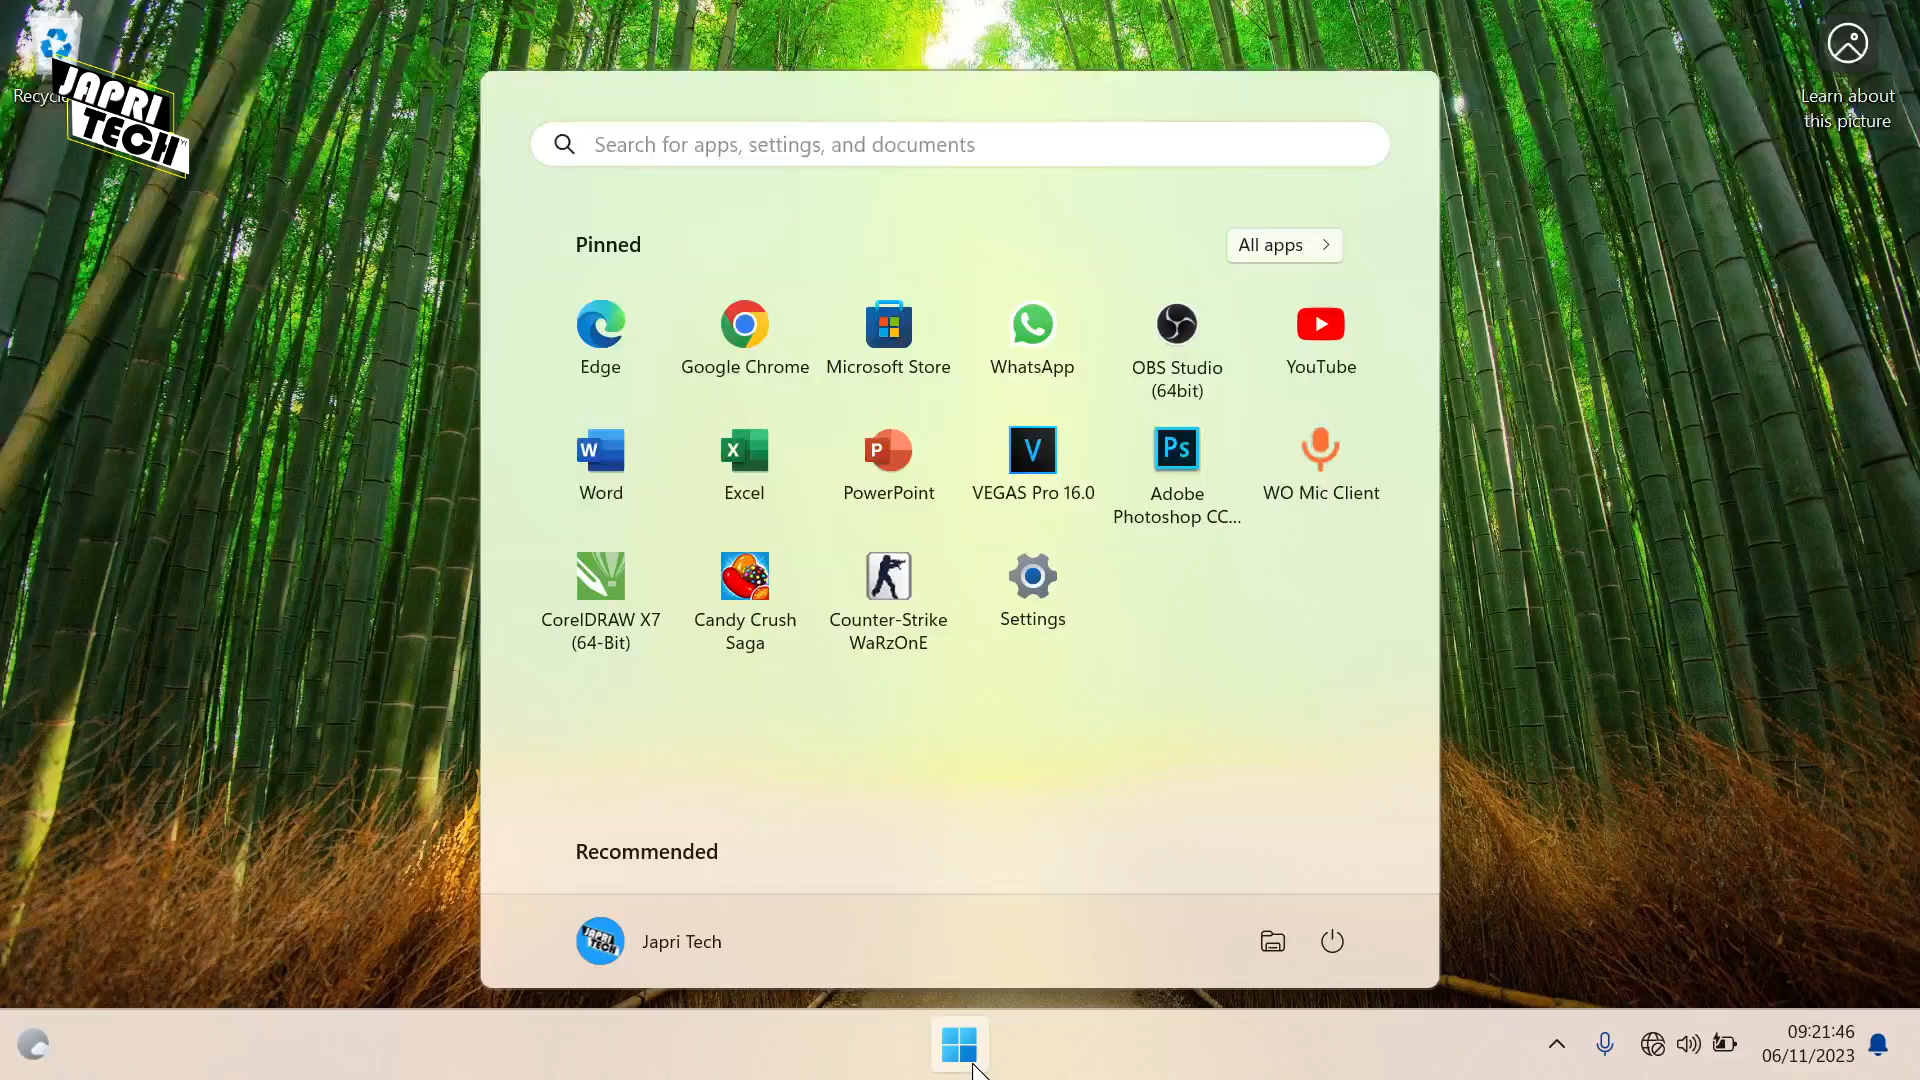 Recyc
JAPRI
TECH
Learn about
this picture
Search for apps, settings, and documents
Pinned
All apps
Edge
Google Chrome
Microsoft Store
WhatsApp
OBS Studio
(64bit)
YouTube
W
X
P
V
Ps
Word
Excel
PowerPoint
VEGAS Pro 16.0
Adobe
Photoshop CC...
WO Mic Client
CorelDRAW X7
(64-Bit)
Candy Crush
Saga
Counter-Strike
WaRzOnE
Settings
Recommended
JAPRI
TECH
Japri Tech
09:21:46
06/11/2023